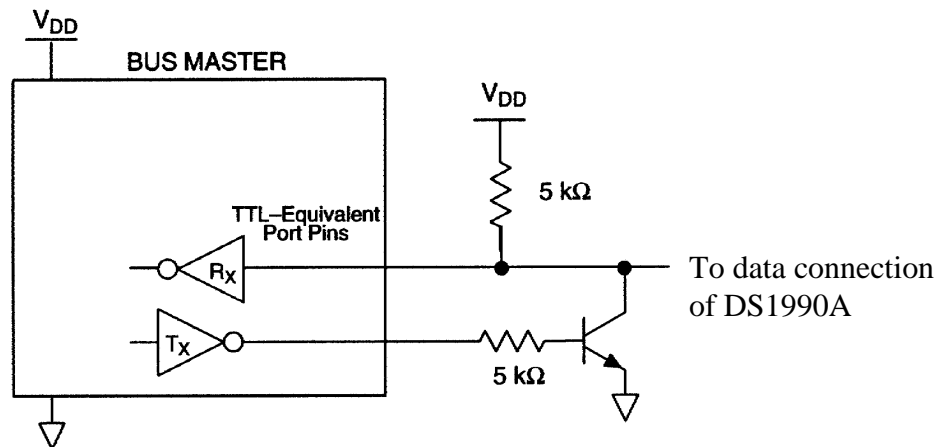 VDD
BUS MASTER
VDD
5 kΩ
TTL–Equivalent
Port Pins
RX
To data connection
of DS1990A
TX
5 kΩ